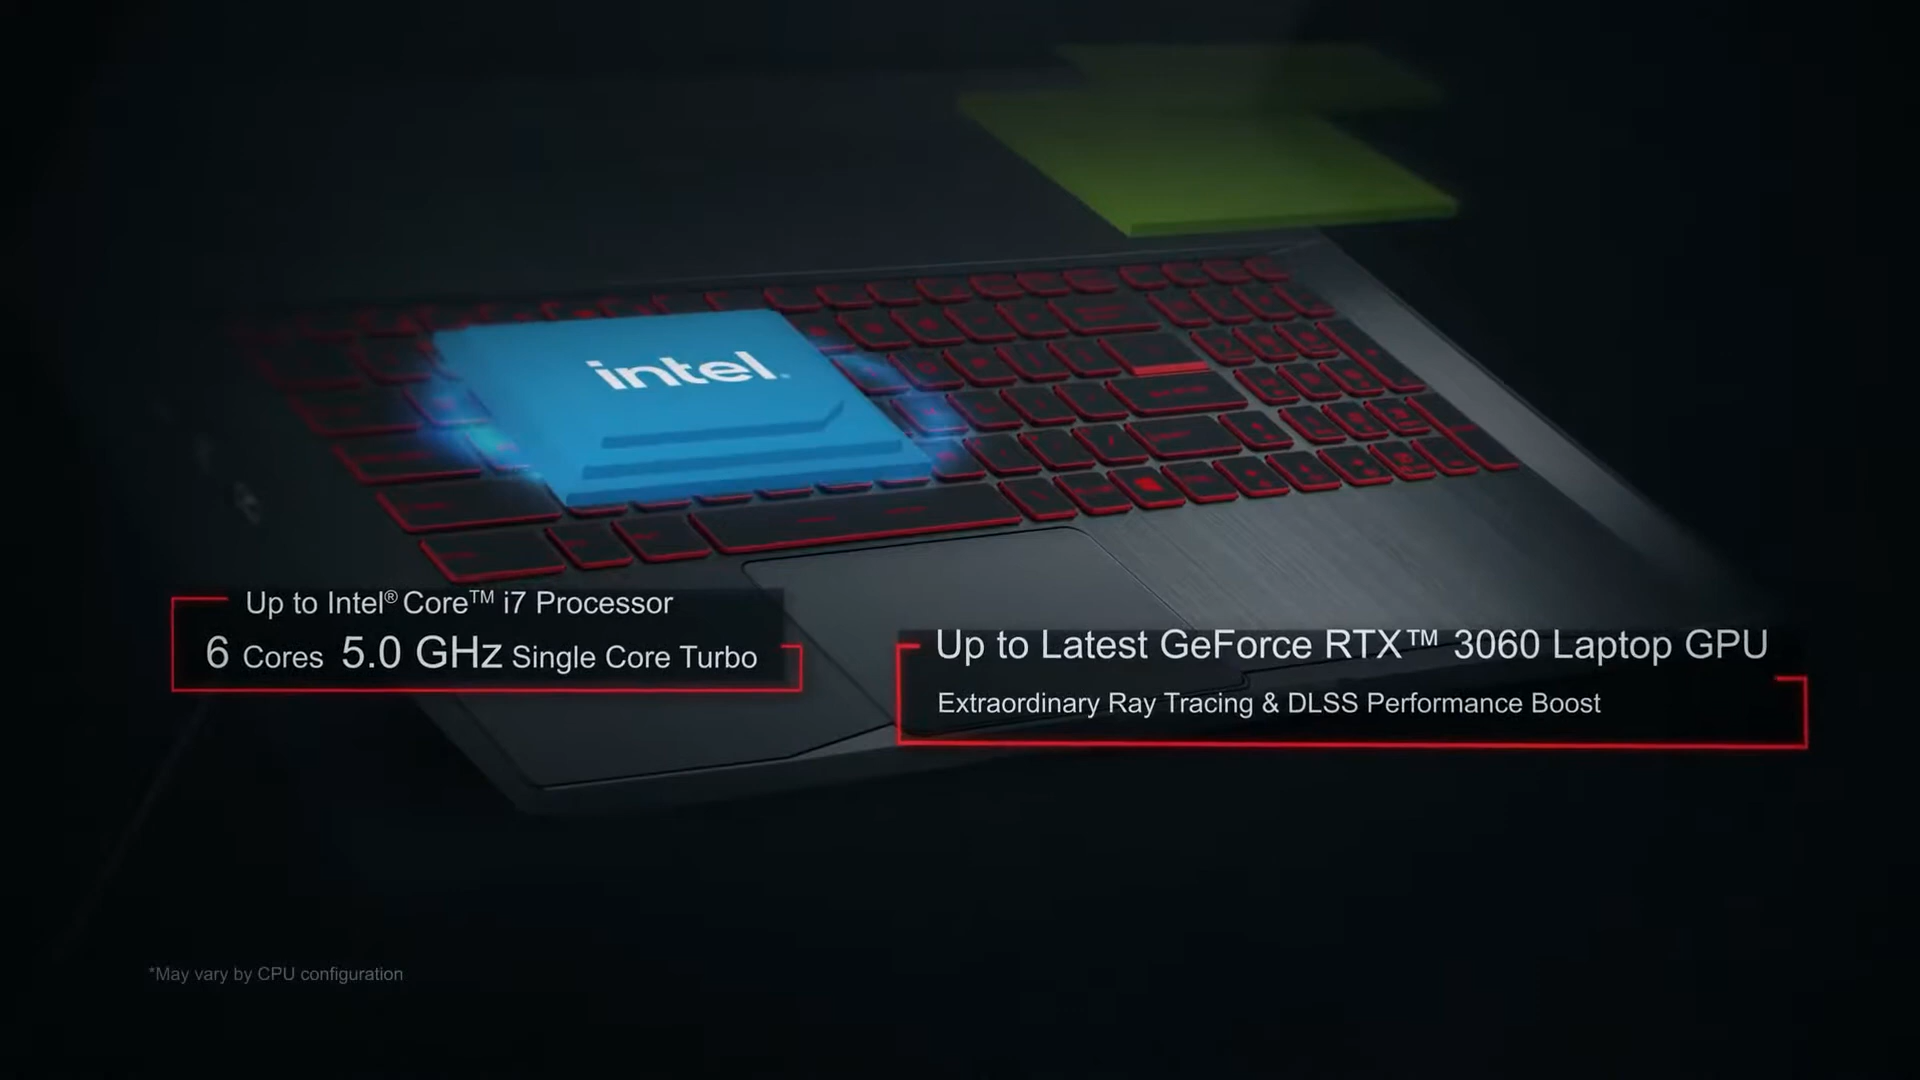 intel.
Up to Intel® Core™ i7 Processor
6 Cores 5.0 GHz Single Core Turbo
Up to Latest GeForce RTX™ 3060 Laptop GPU
Extraordinary Ray Tracing & DLSS Performance Boost
*May vary by CPU configuration